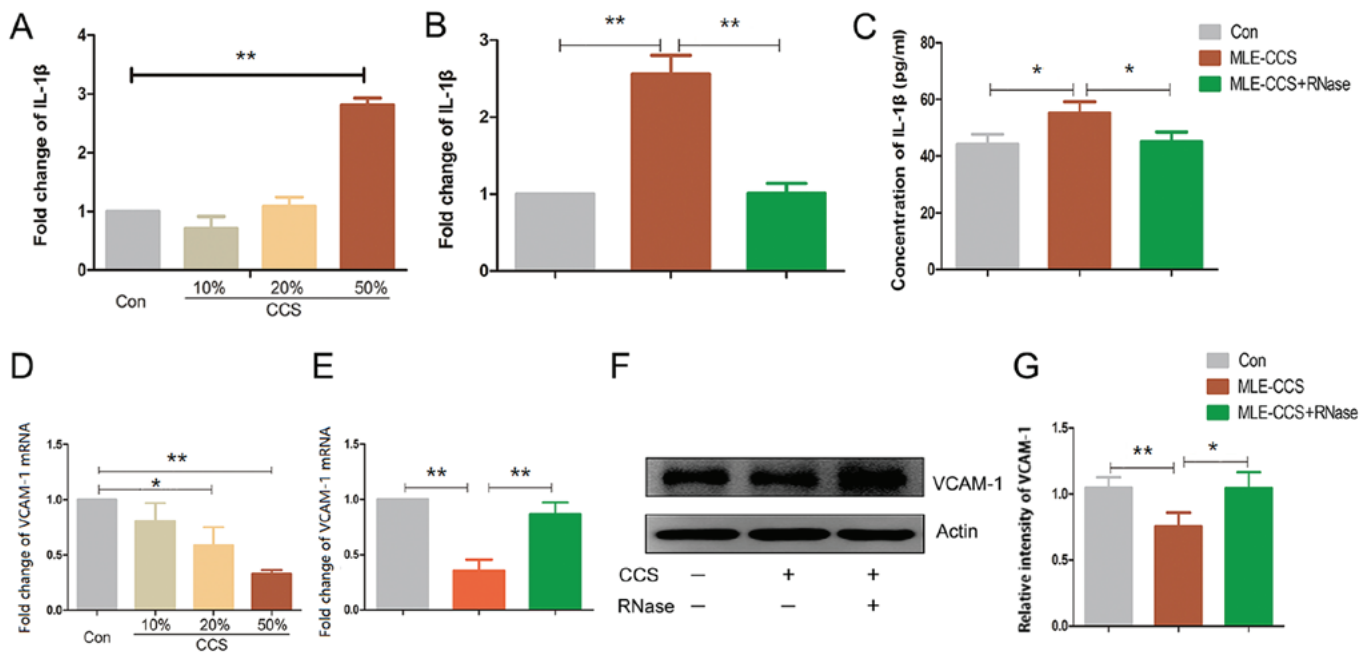 A
Fold change of IL-1β
4
3
2
1
0
**
Con
10%
20%
50%
CCS
B
Fold change of IL-1β
3
2
1
0
**
**
C
Concentration of IL-1β (pg/ml)
80
60
40
20
0
*
*
Con
MLE-CCS
MLE-CCS+RNase
D
Fold change of VCAM-1 mRNA
1.5
1.0
0.5
0.0
**
*
Con
10%
20%
50%
CCS
E
Fold change of VCAM-1 mRNA
1.5
1.0
0.5
0.0
**
**
F
VCAM-1
Actin
CCS − + +
RNase − − +
G
Con
MLE-CCS
MLE-CCS+RNase
Relative intensity of VCAM-1
1.5
1.0
0.5
0.0
**
*